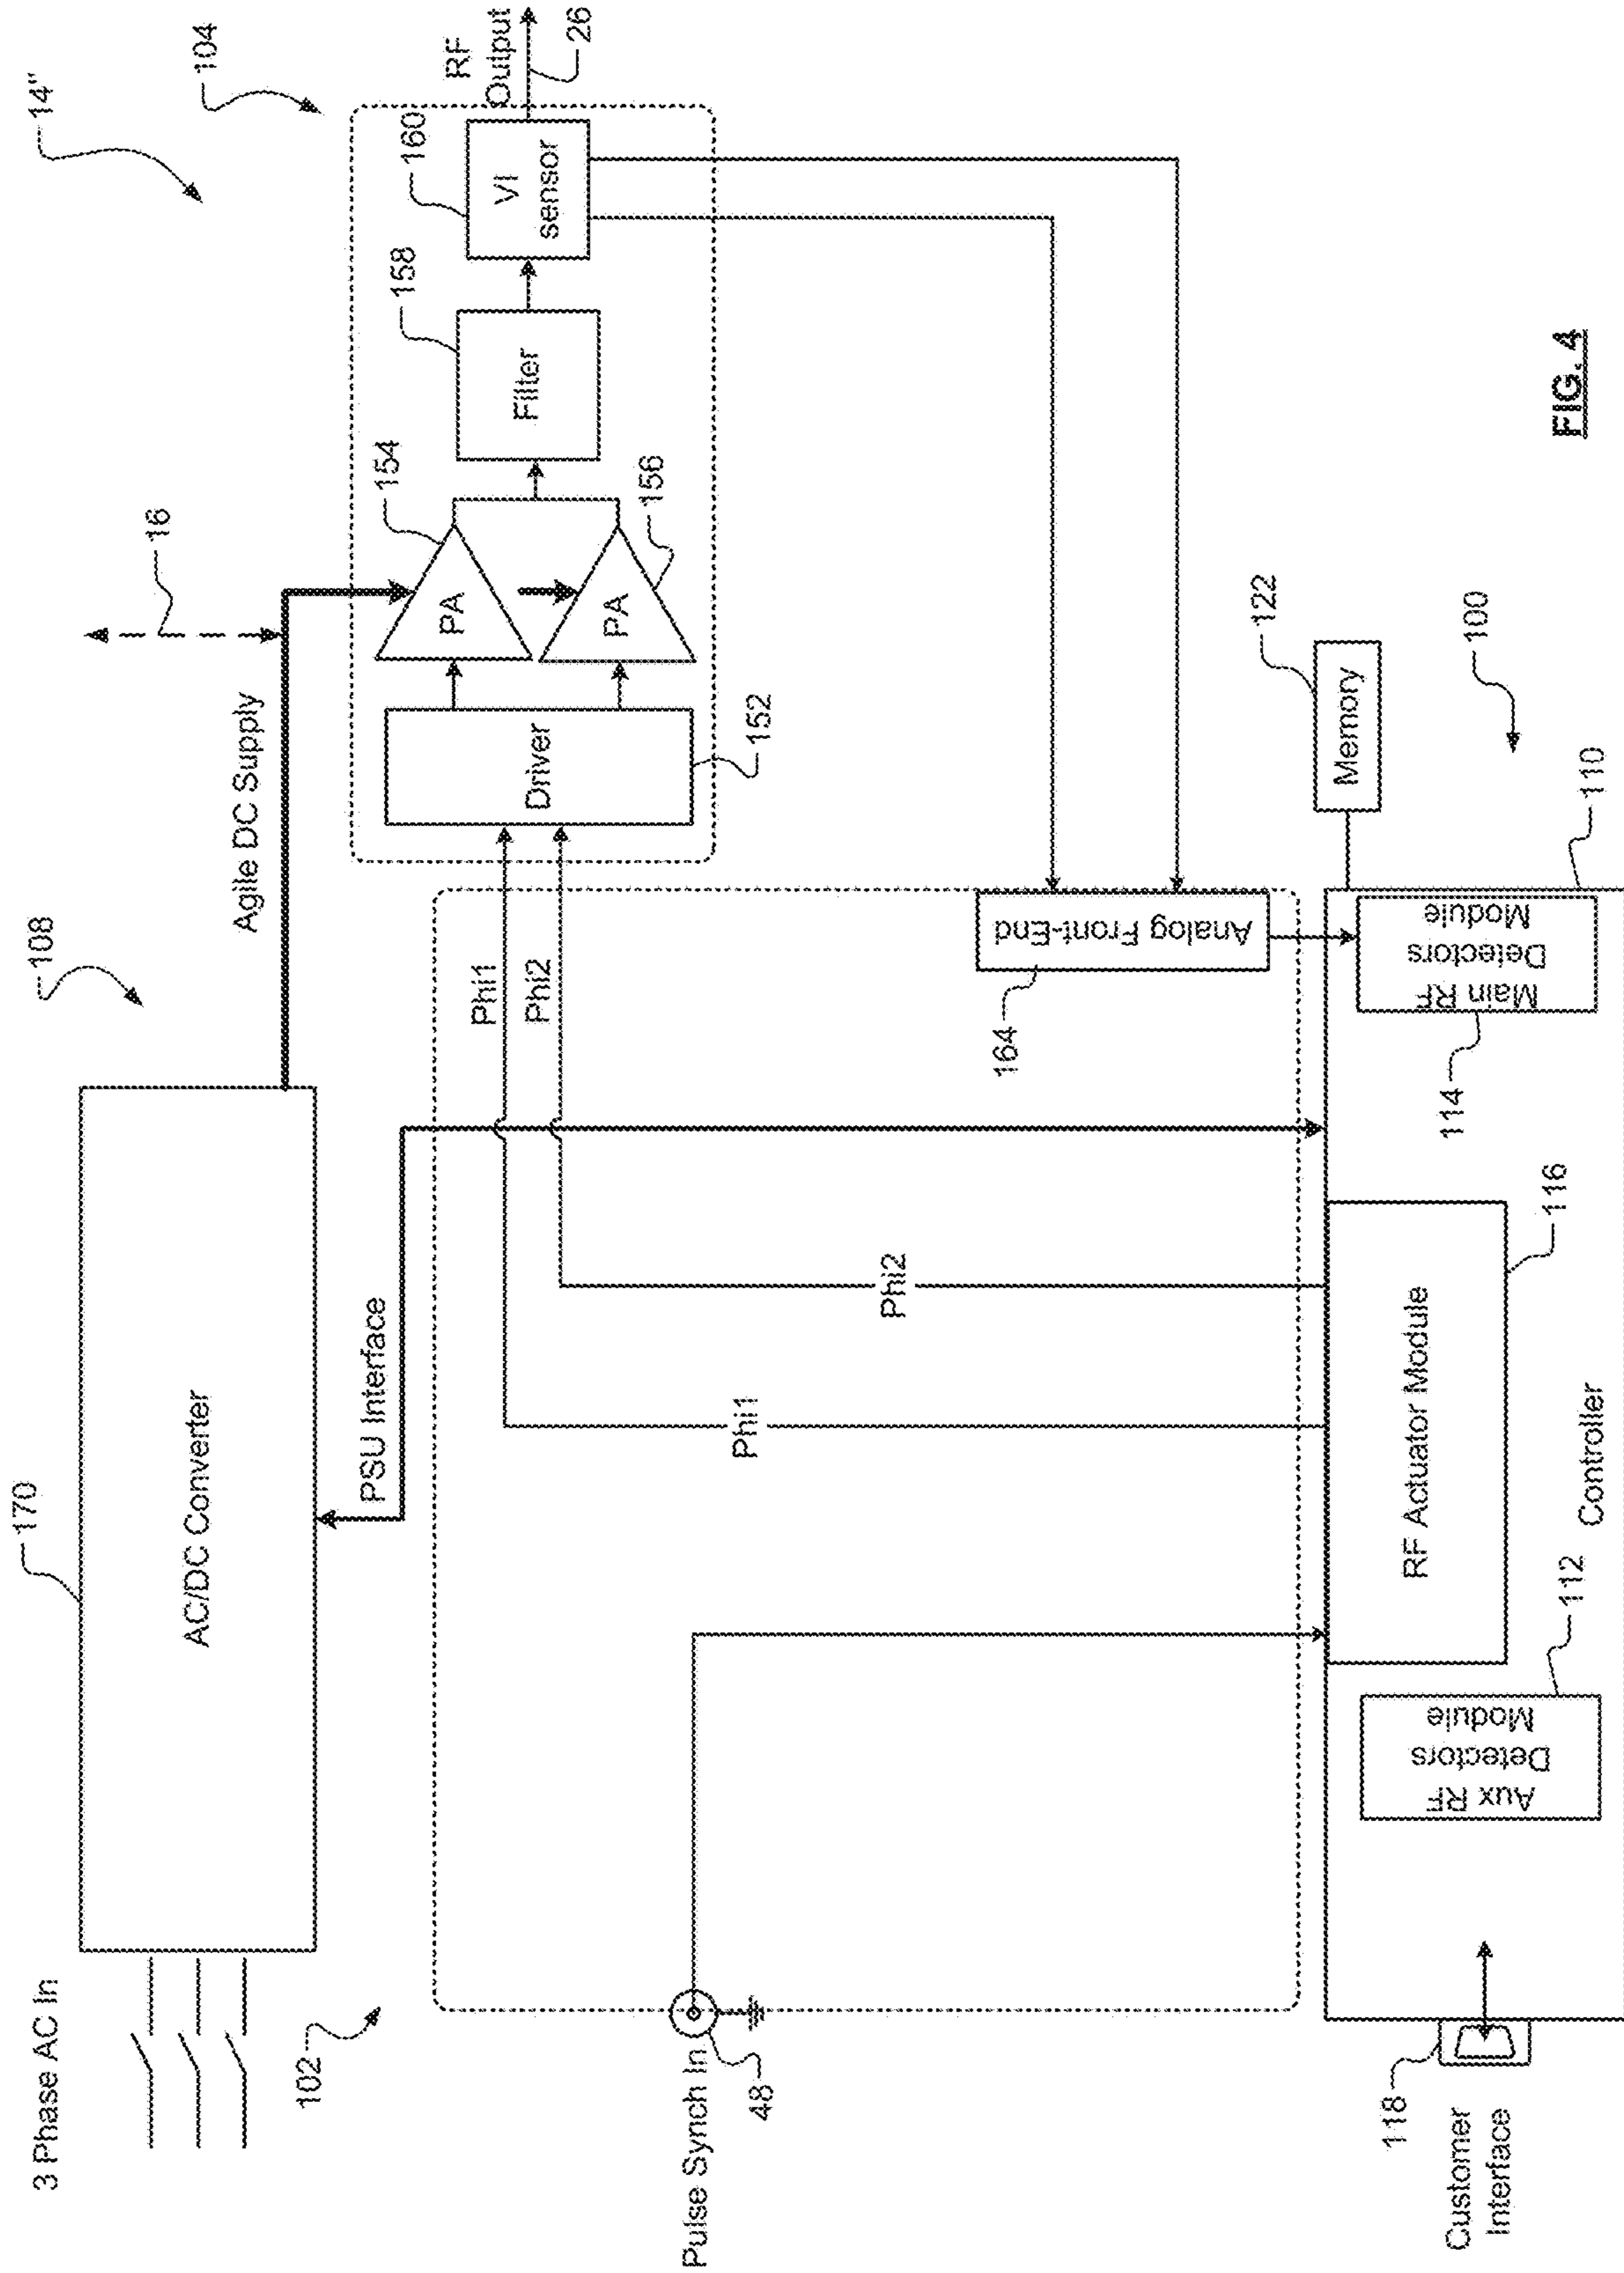 14"
104
108
170
3 Phase AC In
AC/DC Converter
Agile DC Supply
16
PSU Interface
102
RF
Output
26
VI
sensor
160
Filter
158
PA
154
PA
156
Driver
152
Phi1
Phi2
Phi1
Phi2
Pulse Synch In
48
Analog Front-End
164
Memory
122
100
110
Main RF
Detectors
Module
114
RF Actuator Module
116
Controller
Aux RF
Detectors
Module
112
118
Customer
Interface
FIG. 4